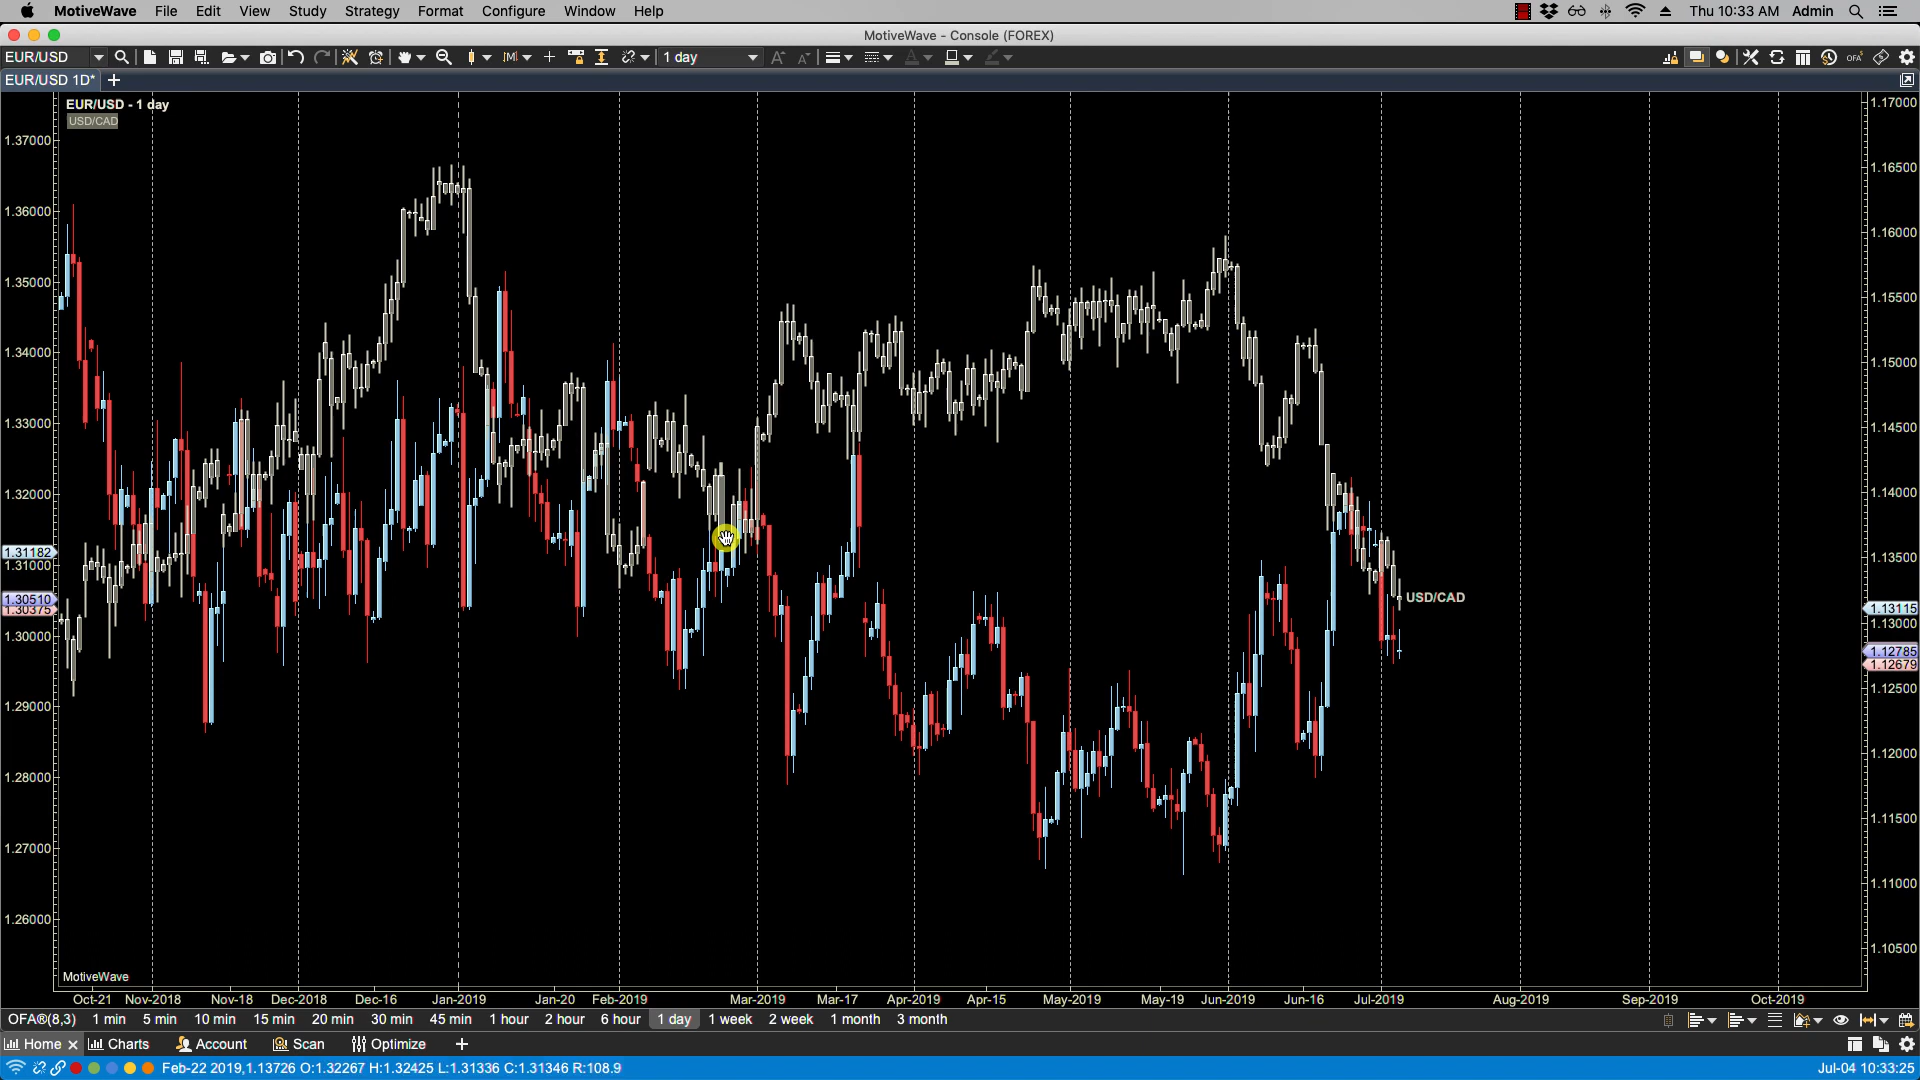 MotiveWave File Edit View Study Strategy Format Configure Window Help Thu 10:33 AM Admin
MotiveWave - Console (FOREX)
EUR/USD 1 day OFA
EUR/USD 1D* +
EUR/USD - 1 day
USD/CAD
1.37000
1.36000
1.35000
1.34000
1.33000
1.32000
1.31182
1.31000
1.30510
1.30375
1.30000
1.29000
1.28000
1.27000
1.26000
USD/CAD
1.17000
1.16500
1.16000
1.15500
1.15000
1.14500
1.14000
1.13500
1.13115
1.13000
1.12785
1.12679
1.12500
1.12000
1.11500
1.11000
1.10500
MotiveWave
Oct-21 Nov-2018 Nov-18 Dec-2018 Dec-16 Jan-2019 Jan-20 Feb-2019 Mar-2019 Mar-17 Apr-2019 Apr-15 May-2019 May-19 Jun-2019 Jun-16 Jul-2019 Aug-2019 Sep-2019 Oct-2019
OFA®(8,3) 1 min 5 min 10 min 15 min 20 min 30 min 45 min 1 hour 2 hour 6 hour 1 day 1 week 2 week 1 month 3 month
Home Charts Account Scan Optimize +
Feb-22 2019,1.13726 O:1.32267 H:1.32425 L:1.31336 C:1.31346 R:108.9 Jul-04 10:33:25